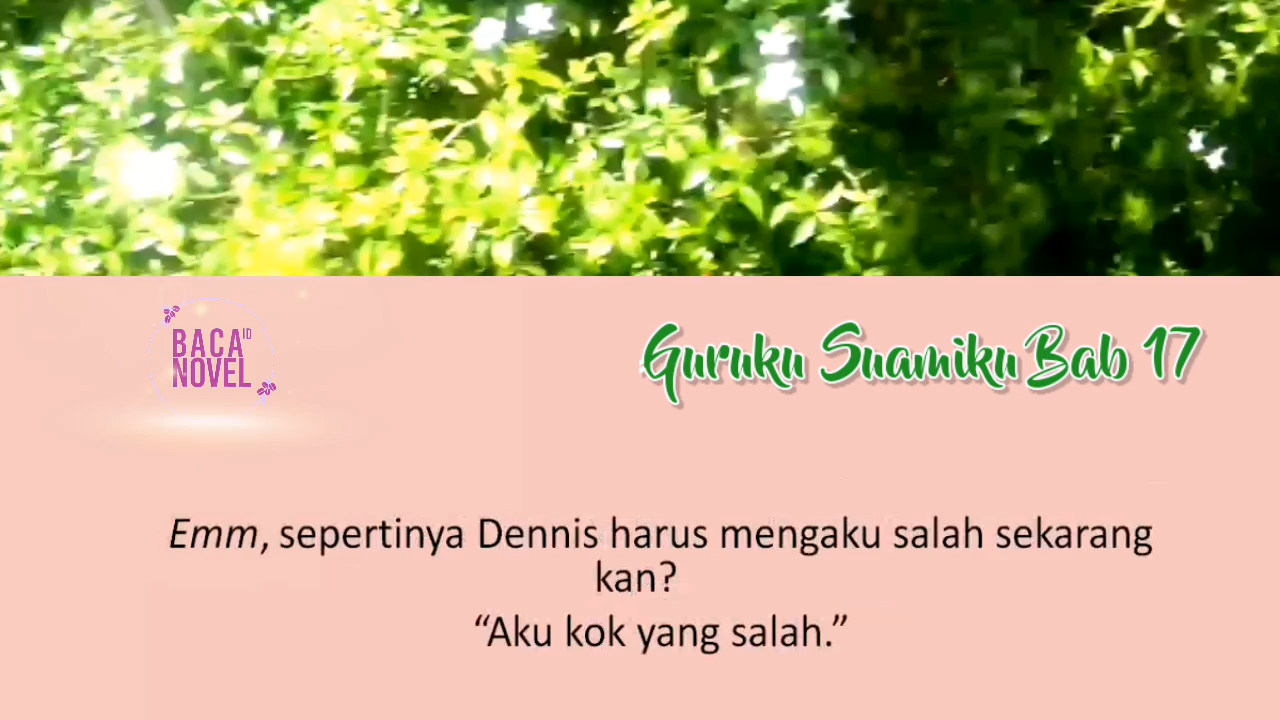 BACA ID
NOVEL
Guruku Suamiku Bab 17
Emm, sepertinya Dennis harus mengaku salah sekarang
kan?
“Aku kok yang salah.”